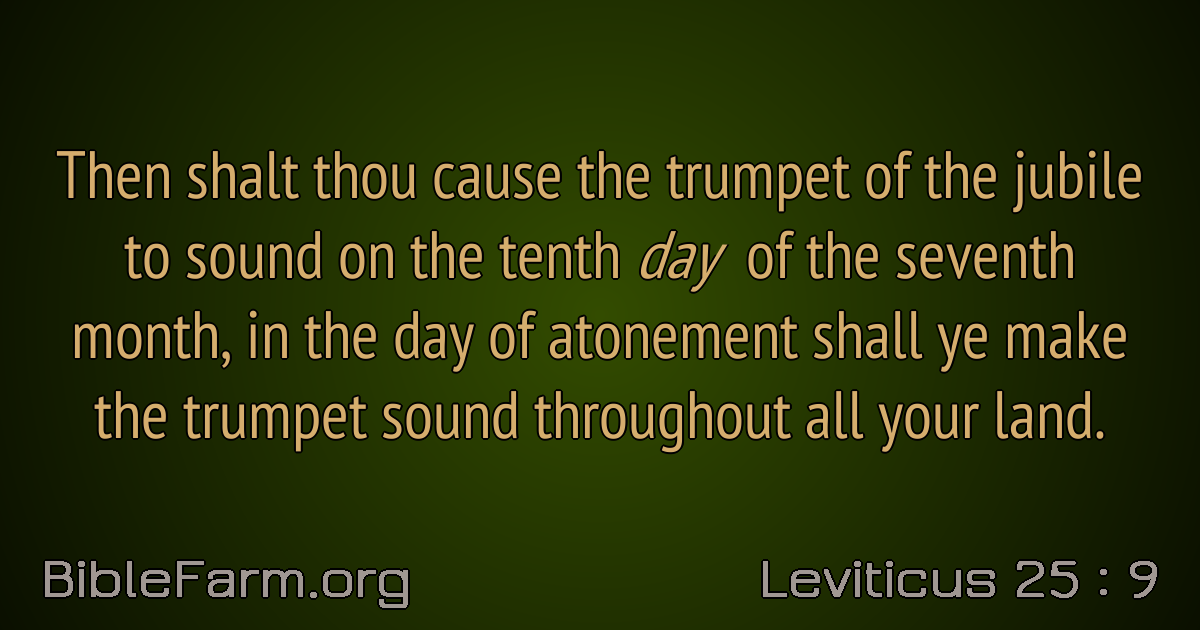 Then shalt thou cause the trumpet of the jubile
to sound on the tenth day of the seventh
month, in the day of atonement shall ye make
the trumpet sound throughout all your land.
BibleFarm.org
Leviticus 25 : 9